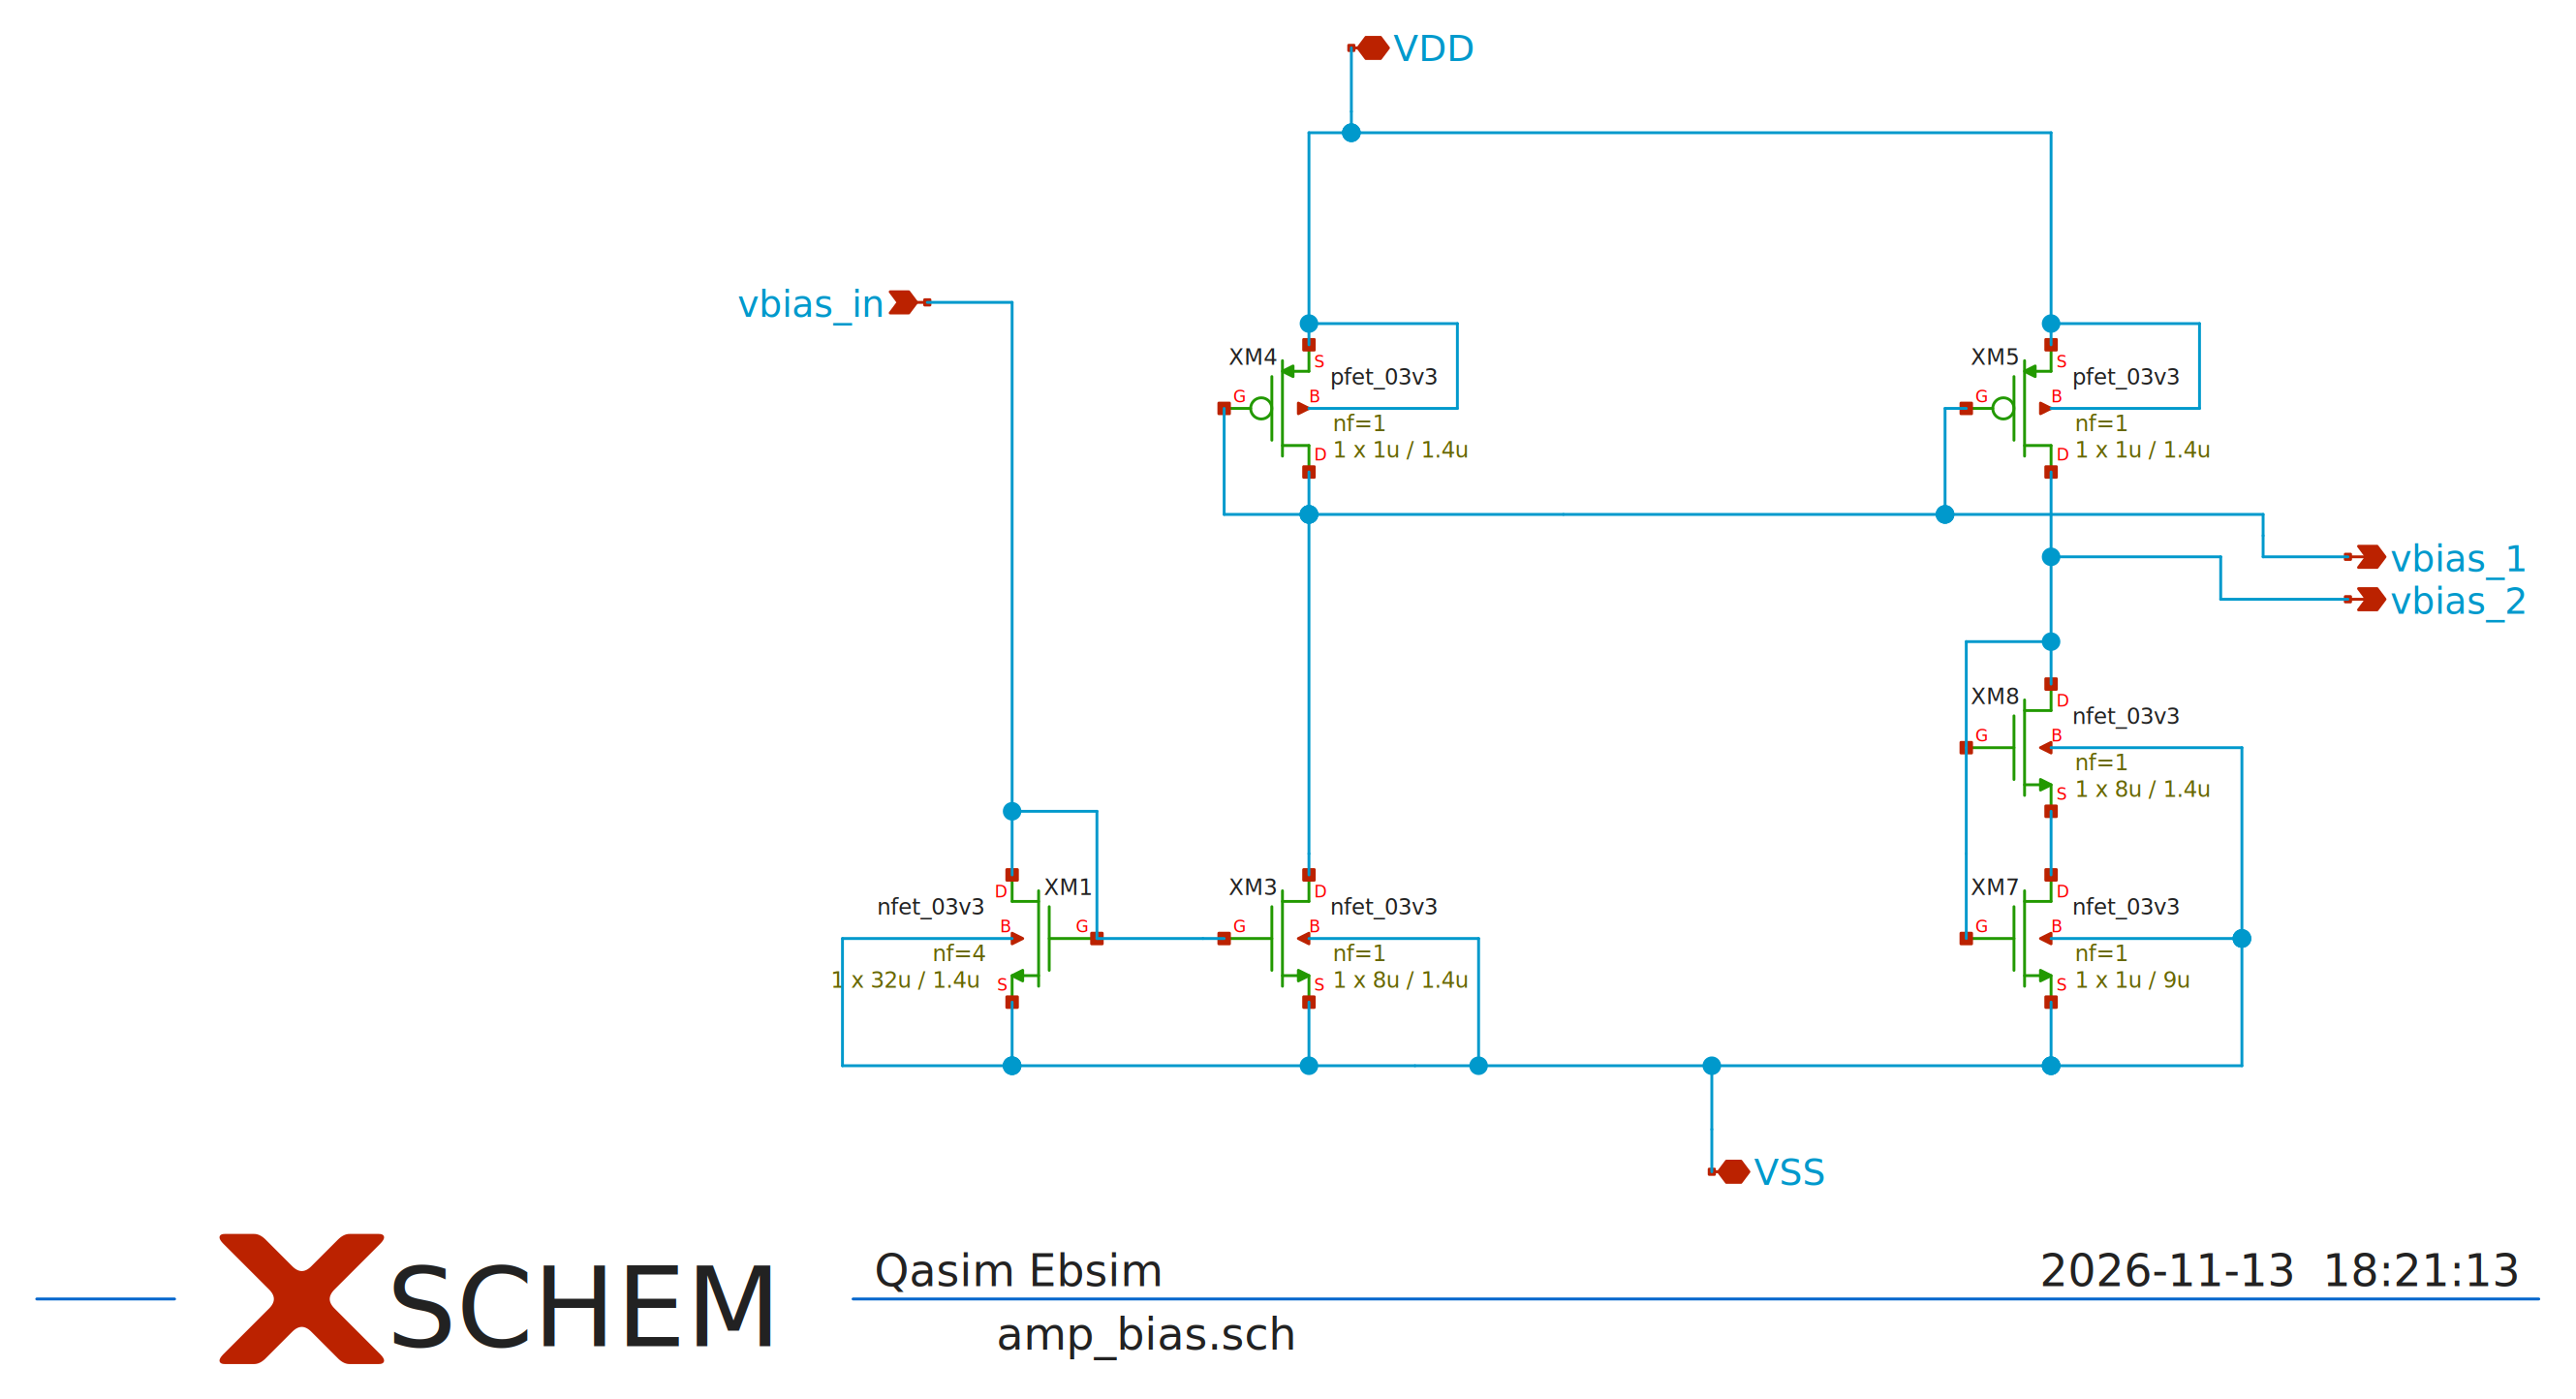 VDD
vbias_in
XM4
S
pfet_03v3
G
B
nf=1
D
1 x 1u / 1.4u
XM5
S
pfet_03v3
G
B
nf=1
D
1 x 1u / 1.4u
vbias_1
vbias_2
XM8
D
nfet_03v3
G
B
nf=1
1 x 8u / 1.4u
S
XM1
D
nfet_03v3
B
G
nf=4
1 x 32u / 1.4u
S
XM3
D
nfet_03v3
G
B
nf=1
1 x 8u / 1.4u
S
XM7
D
nfet_03v3
G
B
nf=1
1 x 1u / 9u
S
VSS
XSCHEM
Qasim Ebsim
2026-11-13 18:21:13
amp_bias.sch